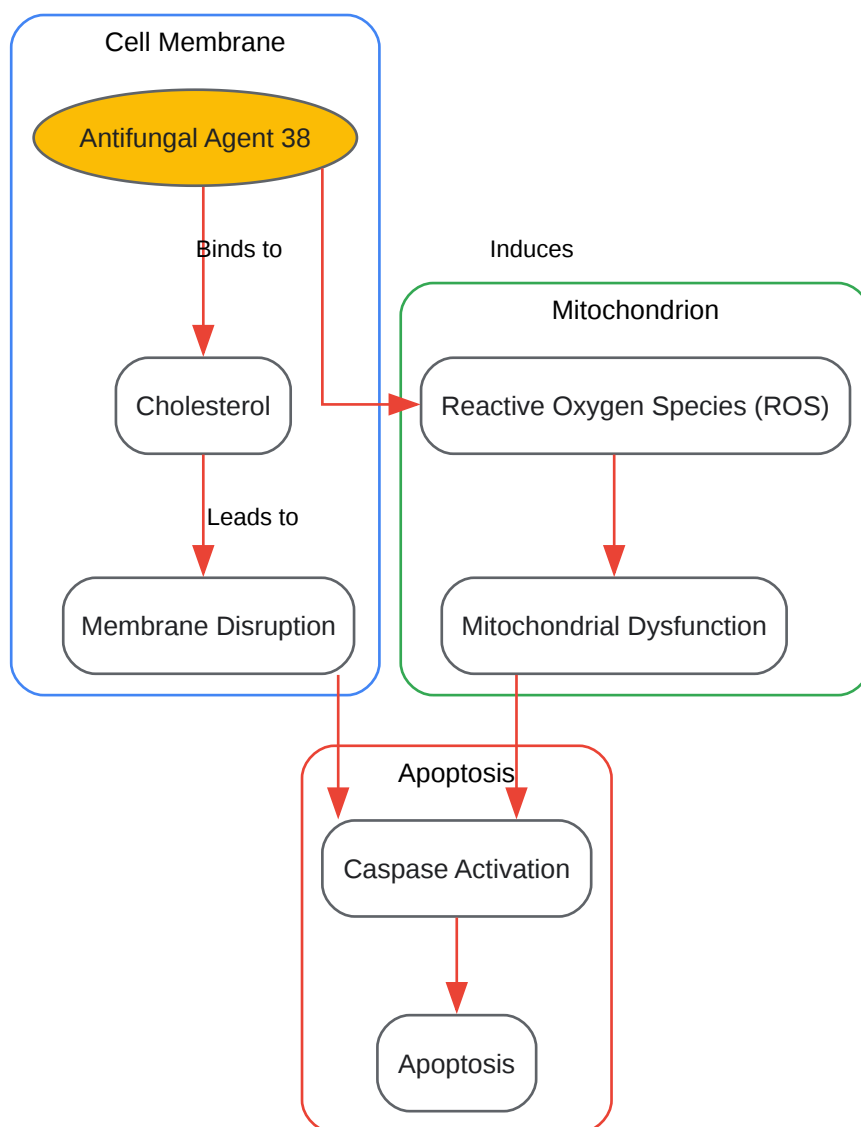 Cell Membrane
Antifungal Agent 38
Binds to
Induces
Mitochondrion
Cholesterol
Reactive Oxygen Species (ROS)
Leads to
Membrane Disruption
Mitochondrial Dysfunction
Apoptosis
Caspase Activation
Apoptosis